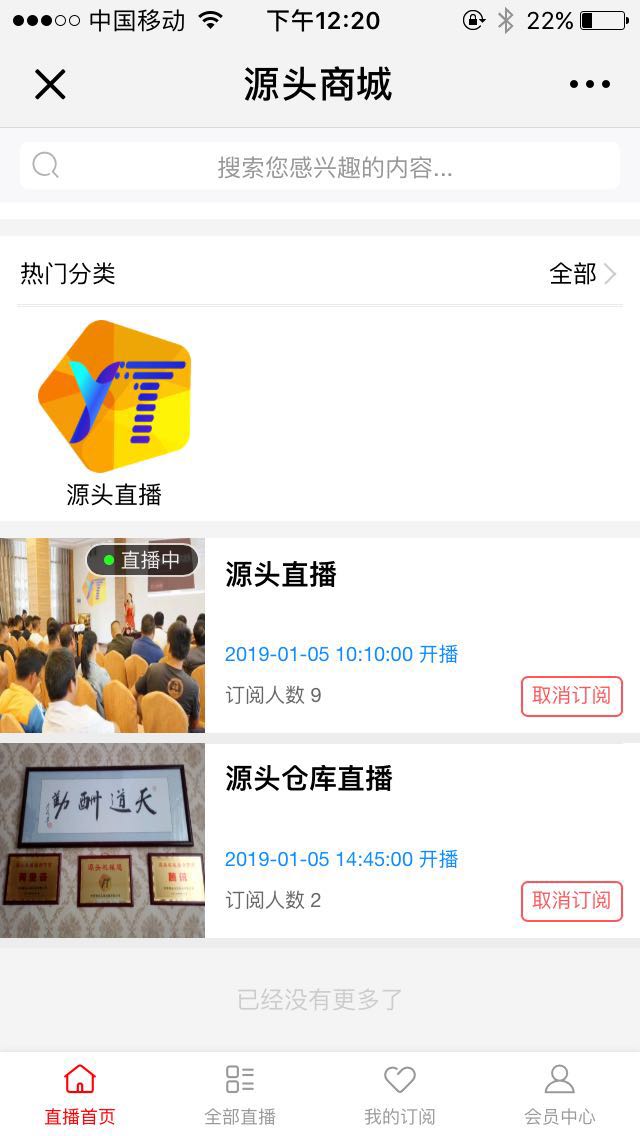 中国移动 下午12:20 22%
源头商城
搜索您感兴趣的内容...
热门分类 全部
YT
源头直播
直播中
源头直播
2019-01-05 10:10:00 开播
订阅人数 9
取消订阅
天道酬勤
腾讯
源头仓库直播
2019-01-05 14:45:00 开播
订阅人数 2
取消订阅
已经没有更多了
直播首页 全部直播 我的订阅 会员中心